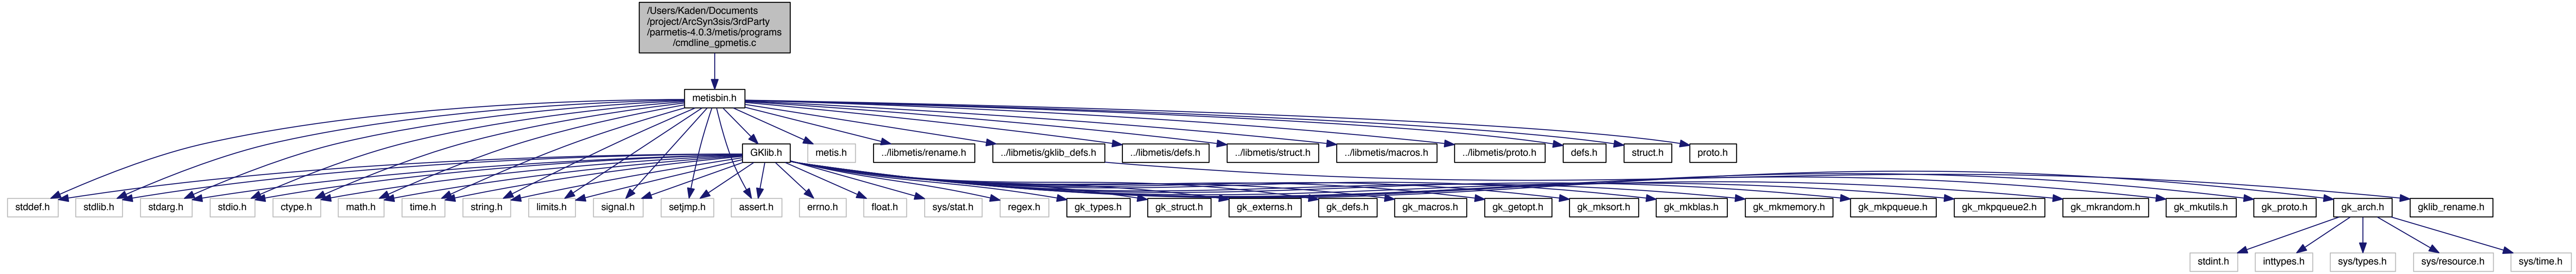 /Users/Kaden/Documents
/project/ArcSyn3sis/3rdParty
/parmetis-4.0.3/metis/programs
/cmdline_gpmetis.c
metisbin.h
GKlib.h
metis.h
../libmetis/rename.h
../libmetis/gklib_defs.h
../libmetis/defs.h
../libmetis/struct.h
../libmetis/macros.h
../libmetis/proto.h
defs.h
struct.h
proto.h
stddef.h
stdlib.h
stdarg.h
stdio.h
ctype.h
math.h
time.h
string.h
limits.h
signal.h
setjmp.h
assert.h
errno.h
float.h
sys/stat.h
regex.h
gk_types.h
gk_struct.h
gk_externs.h
gk_defs.h
gk_macros.h
gk_getopt.h
gk_mksort.h
gk_mkblas.h
gk_mkmemory.h
gk_mkpqueue.h
gk_mkpqueue2.h
gk_mkrandom.h
gk_mkutils.h
gk_proto.h
gk_arch.h
gklib_rename.h
stdint.h
inttypes.h
sys/types.h
sys/resource.h
sys/time.h